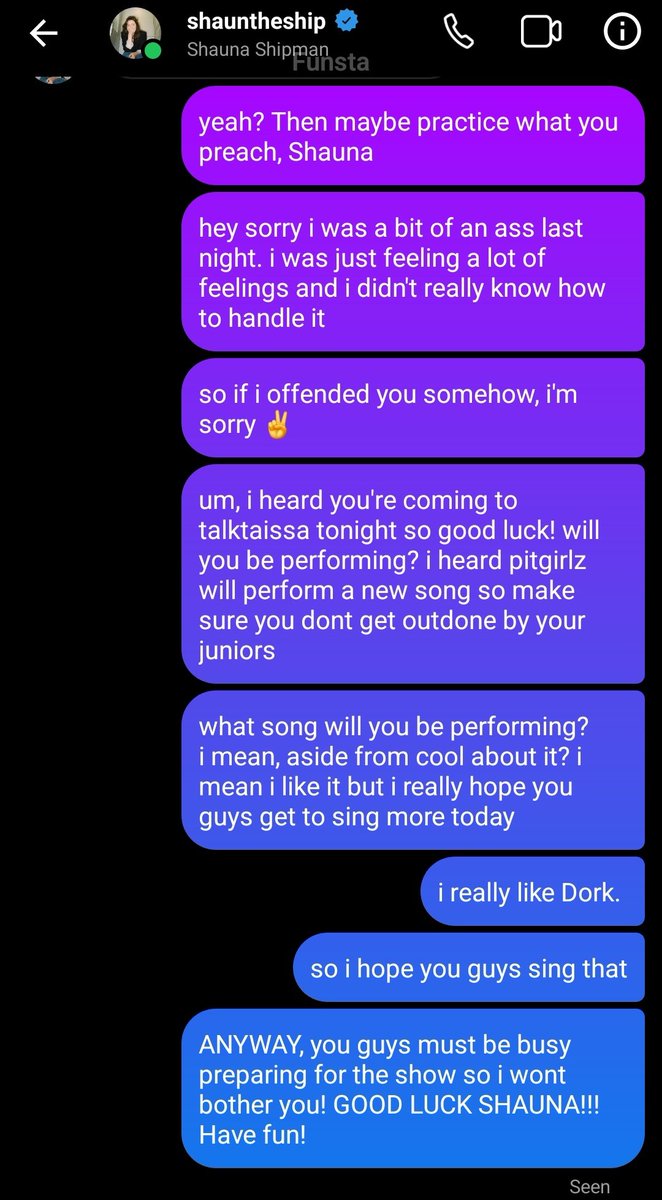 shauntheship
Shauna Shipman
Funsta
yeah? Then maybe practice what you
preach, Shauna
hey sorry i was a bit of an ass last
night. i was just feeling a lot of
feelings and i didn't really know how
to handle it
so if i offended you somehow, i'm
sorry ✌️
um, i heard you're coming to
talktaissa tonight so good luck! will
you be performing? i heard pitgirlz
will perform a new song so make
sure you dont get outdone by your
juniors
what song will you be performing?
i mean, aside from cool about it? i
mean i like it but i really hope you
guys get to sing more today
i really like Dork.
so i hope you guys sing that
ANYWAY, you guys must be busy
preparing for the show so i wont
bother you! GOOD LUCK SHAUNA!!!
Have fun!
Seen